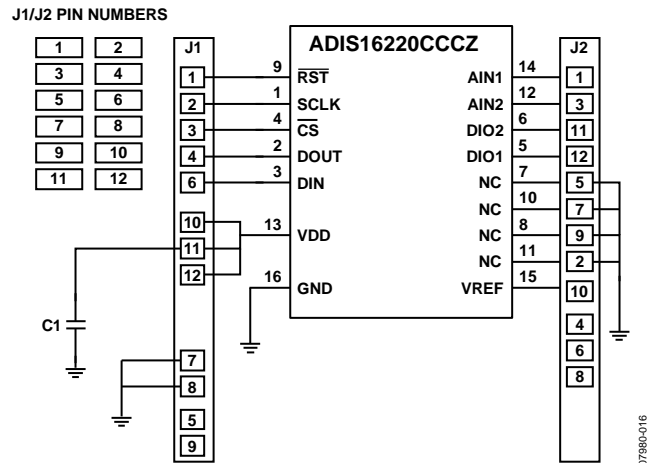 J1/J2 PIN NUMBERS
1 2
3 4
5 6
7 8
9 10
11 12
J1
ADIS16220CCCZ
J2
1 9 RST AIN1 14 1
2 1 SCLK AIN2 12 3
3 4 CS DIO2 6 11
4 2 DOUT DIO1 5 12
6 3 DIN NC 7 5
NC 10 7
10
11 13 VDD NC 8 9
12
NC 11 2
16 GND VREF 15 10
C1
4
7 6
8 8
5
9
07980-016